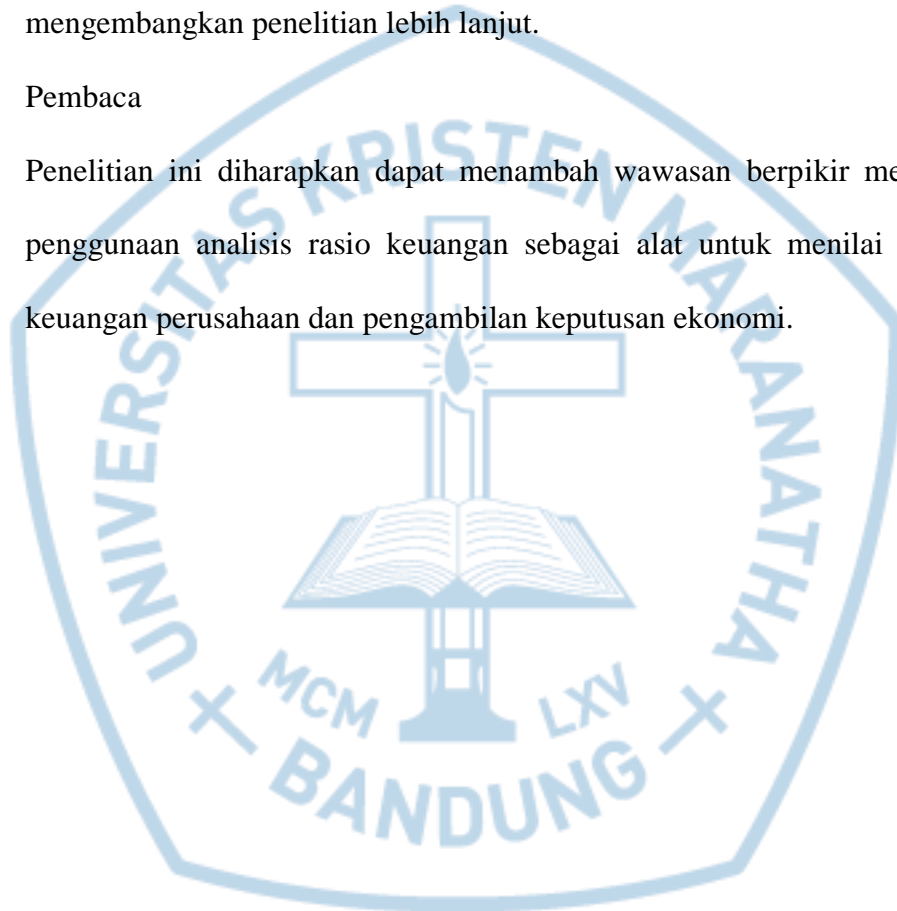 mengembangkan penelitian lebih lanjut.
Pembaca
Penelitian ini diharapkan dapat menambah wawasan berpikir me
penggunaan analisis rasio keuangan sebagai alat untuk menilai
keuangan perusahaan dan pengambilan keputusan ekonomi.
UNIVERSITAS KRISTEN MARANATHA
MCM LXV
BANDUNG